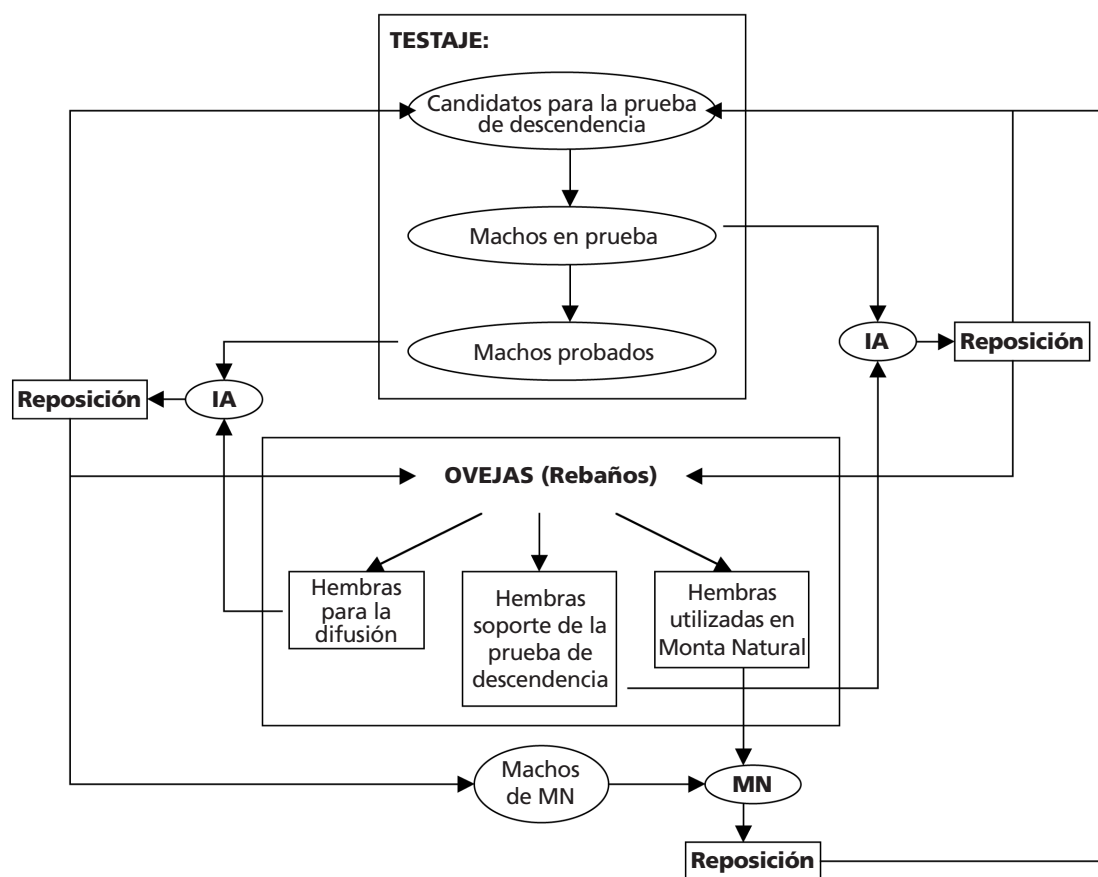 TESTAJE:
Candidatos para la prueba
de descendencia
Machos en prueba
Machos probados
IA
Reposición
Reposición
IA
OVEJAS (Rebaños)
Hembras
para la
difusión
Hembras
soporte de la
prueba de
descendencia
Hembras
utilizadas en
Monta Natural
Machos
de MN
MN
Reposición